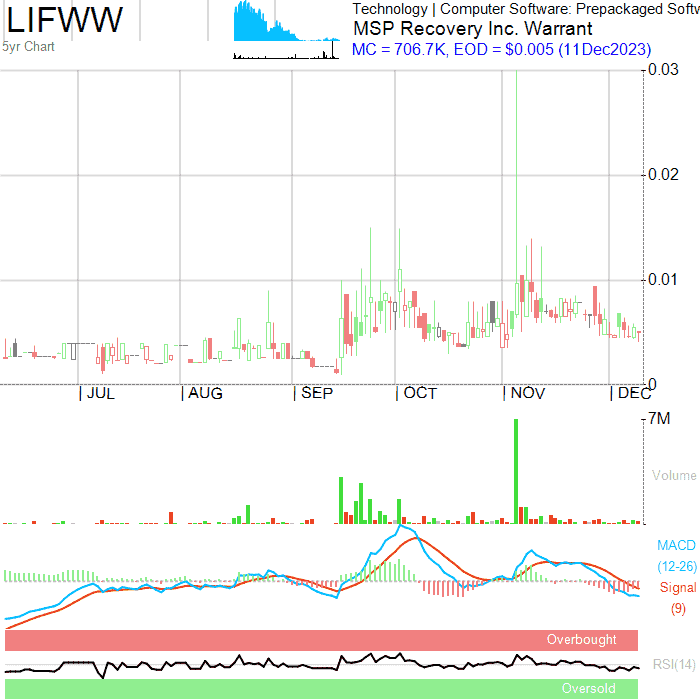 LIFWW
5yr Chart
Technology | Computer Software: Prepackaged Softw
MSP Recovery Inc. Warrant
MC = 706.7K, EOD = $0.005 (11Dec2023)
0.03
0.02
0.01
0
| JUL | AUG | SEP | OCT | NOV | DEC
7M
Volume
MACD
(12-26)
Signal
(9)
Overbought
RSI(14)
Oversold